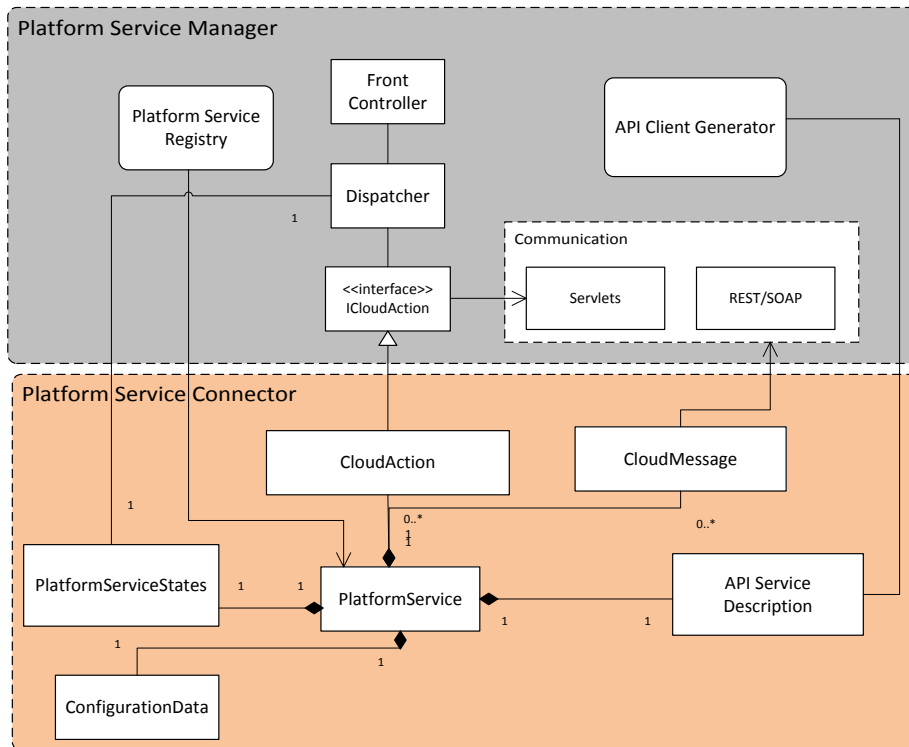 Platform Service Manager
Front
Controller
Platform Service
Registry
API Client Generator
Dispatcher
1
Communication
<<interface>>
ICloudAction
Servlets
REST/SOAP
Platform Service Connector
CloudAction
CloudMessage
1
0..*
0..*
1
1
PlatformServiceStates
1
1
PlatformService
API Service
Description
1
1
1
1
ConfigurationData